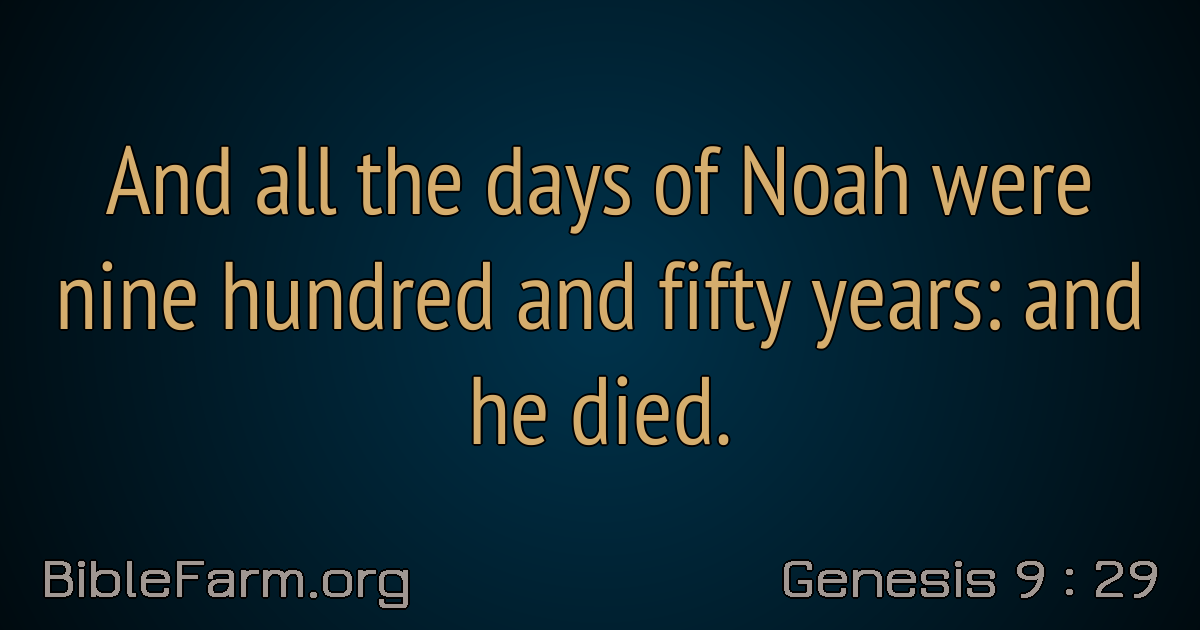 And all the days of Noah were
nine hundred and fifty years: and
he died.
BibleFarm.org
Genesis 9 : 29